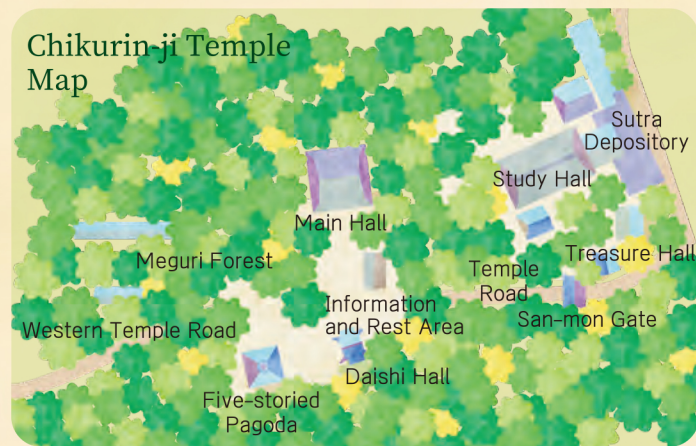 Chikurin-ji Temple
Map
Sutra
Depository
Study Hall
Main Hall
Treasure Hall
Meguri Forest
Temple
Road
Information
and Rest Area
San-mon Gate
Western Temple Road
Daishi Hall
Five-storied
Pagoda